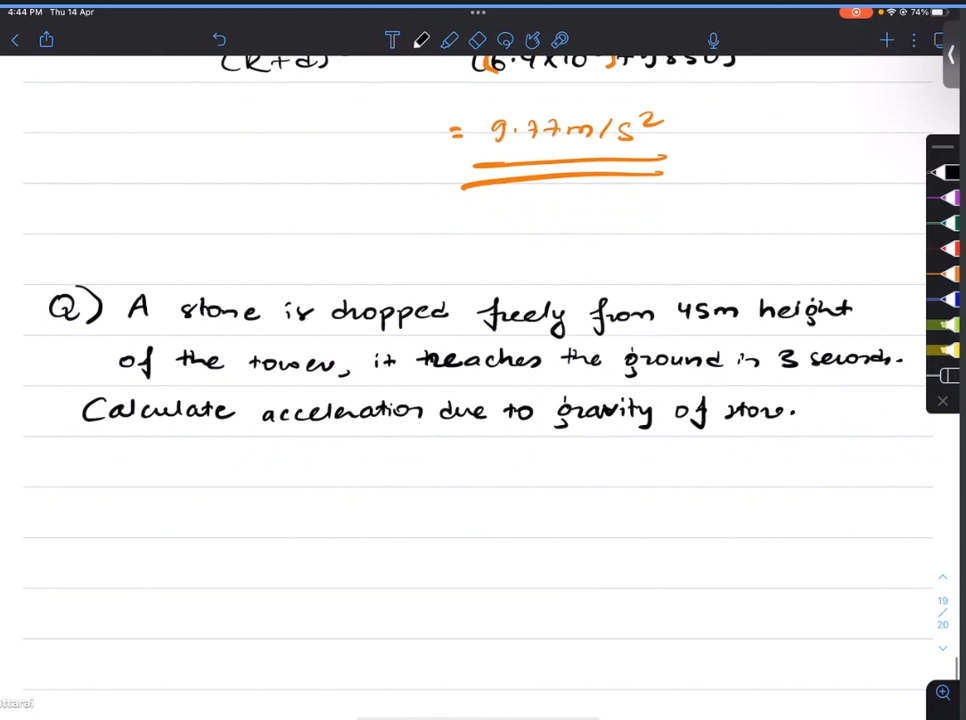 4:44 PM Thu 14 Apr
74%
= 9.77m/s²
Q) A stone is dropped freely from 45m height
of the tower, it reaches the ground in 3 seconds.
Calculate acceleration due to gravity of stone.
19
/
20
uttarai